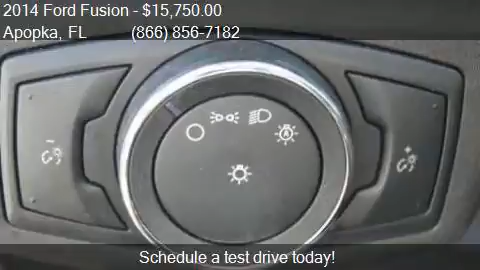 2014 Ford Fusion - $15,750.00
Apopka, FL (866) 856-7182
A
Schedule a test drive today!